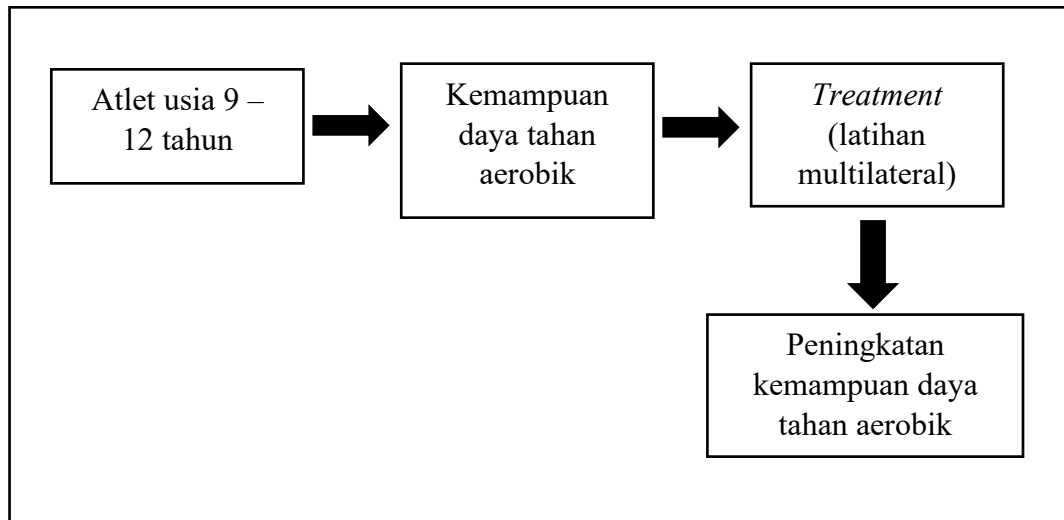 Atlet usia 9 –
12 tahun
Kemampuan
daya tahan
aerobik
Treatment
(latihan
multilateral)
Peningkatan
kemampuan daya
tahan aerobik